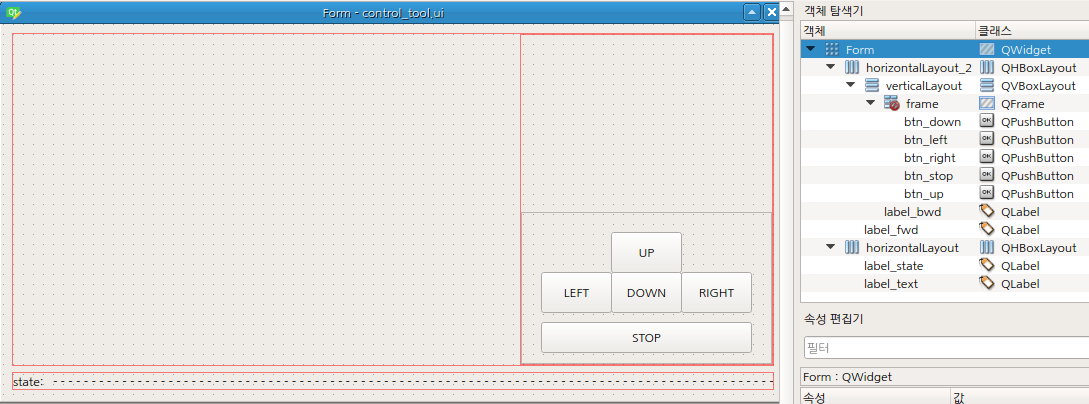 Form - control_tool.ui
UP
LEFT DOWN RIGHT
STOP
state: ------------------------------------------------------------------------------------
객체 탐색기
객체 클래스
Form QWidget
horizontalLayout_2 QHBoxLayout
verticalLayout QVBoxLayout
frame QFrame
btn_down QPushButton
btn_left QPushButton
btn_right QPushButton
btn_stop QPushButton
btn_up QPushButton
label_bwd QLabel
label_fwd QLabel
horizontalLayout QHBoxLayout
label_state QLabel
label_text QLabel
속성 편집기
필터
Form : QWidget
속성 값